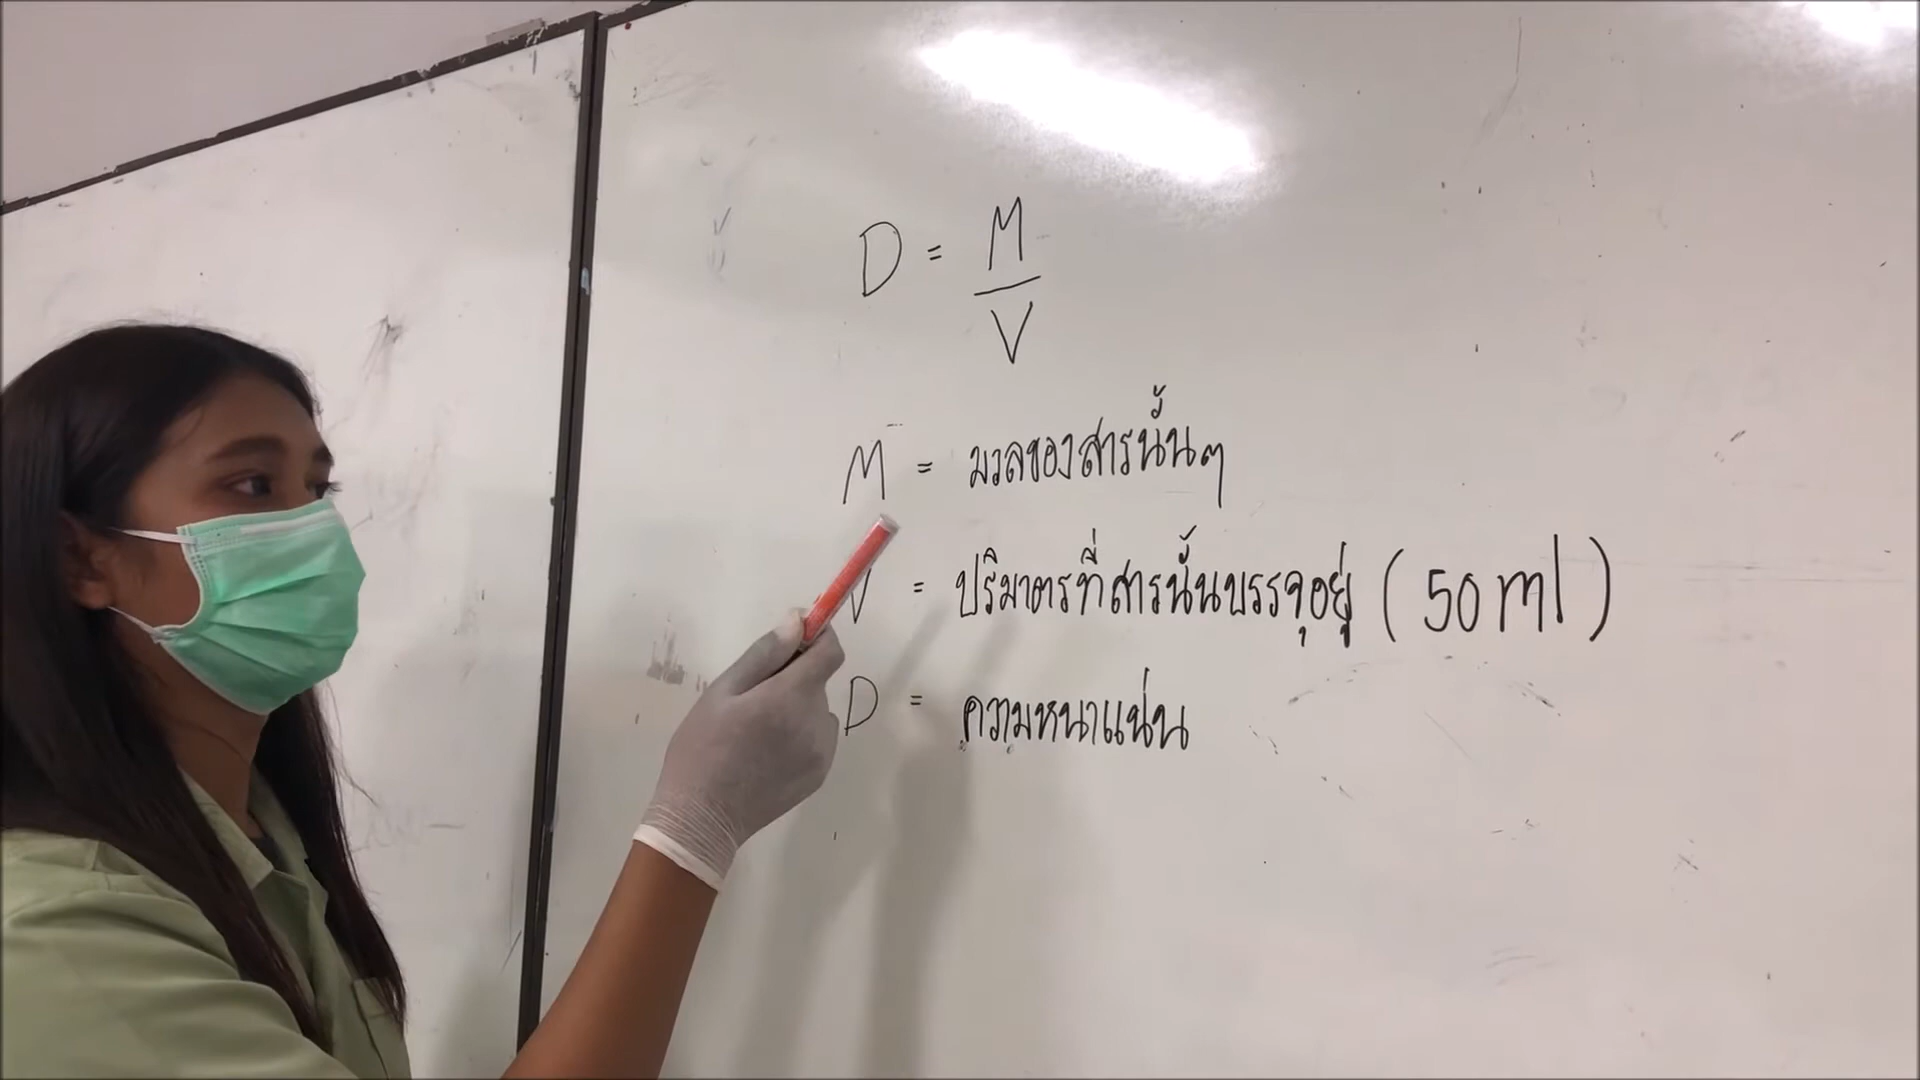 D = M
V
M = มวลของสารนั้นๆ
V = ปริมาตรที่สารนั้นบรรจุอยู่ ( 50 ml )
D = ความหนาแน่น